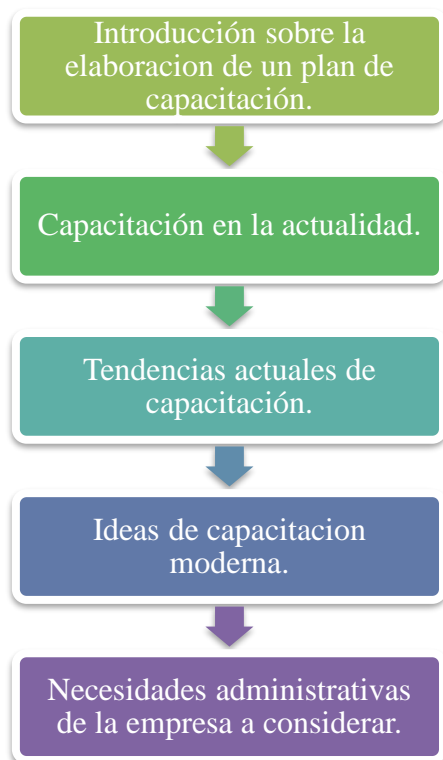 Introducción sobre la
elaboracion de un plan de
capacitación.
Capacitación en la actualidad.
Tendencias actuales de
capacitación.
Ideas de capacitacion
moderna.
Necesidades administrativas
de la empresa a considerar.